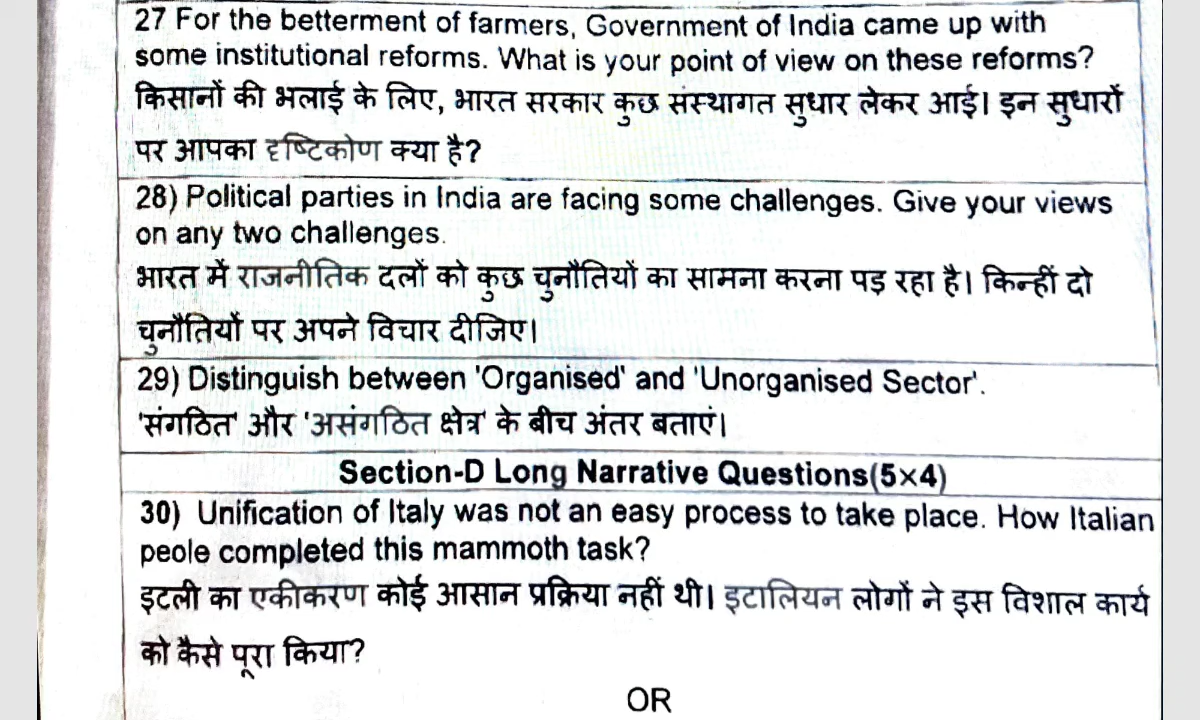 27 For the betterment of farmers, Government of India came up with
some institutional reforms. What is your point of view on these reforms?
किसानों की भलाई के लिए, भारत सरकार कुछ संस्थागत सुधार लेकर आई। इन सुधारों
पर आपका दृष्टिकोण क्या है?
28) Political parties in India are facing some challenges. Give your views
on any two challenges.
भारत में राजनीतिक दलों को कुछ चुनौतियों का सामना करना पड़ रहा है। किन्हीं दो
चुनौतियों पर अपने विचार दीजिए।
29) Distinguish between 'Organised' and 'Unorganised Sector'.
'संगठित' और 'असंगठित क्षेत्र' के बीच अंतर बताएं।
Section-D Long Narrative Questions(5×4)
30) Unification of Italy was not an easy process to take place. How Italian
peole completed this mammoth task?
इटली का एकीकरण कोई आसान प्रक्रिया नहीं थी। इटालियन लोगों ने इस विशाल कार्य
को कैसे पूरा किया?
OR